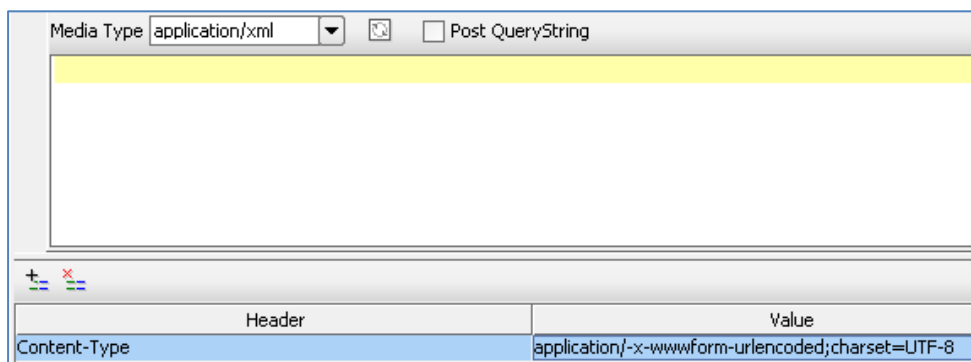 Media Type application/xml Post QueryString
Header Value
Content-Type application/-x-wwwform-urlencoded;charset=UTF-8